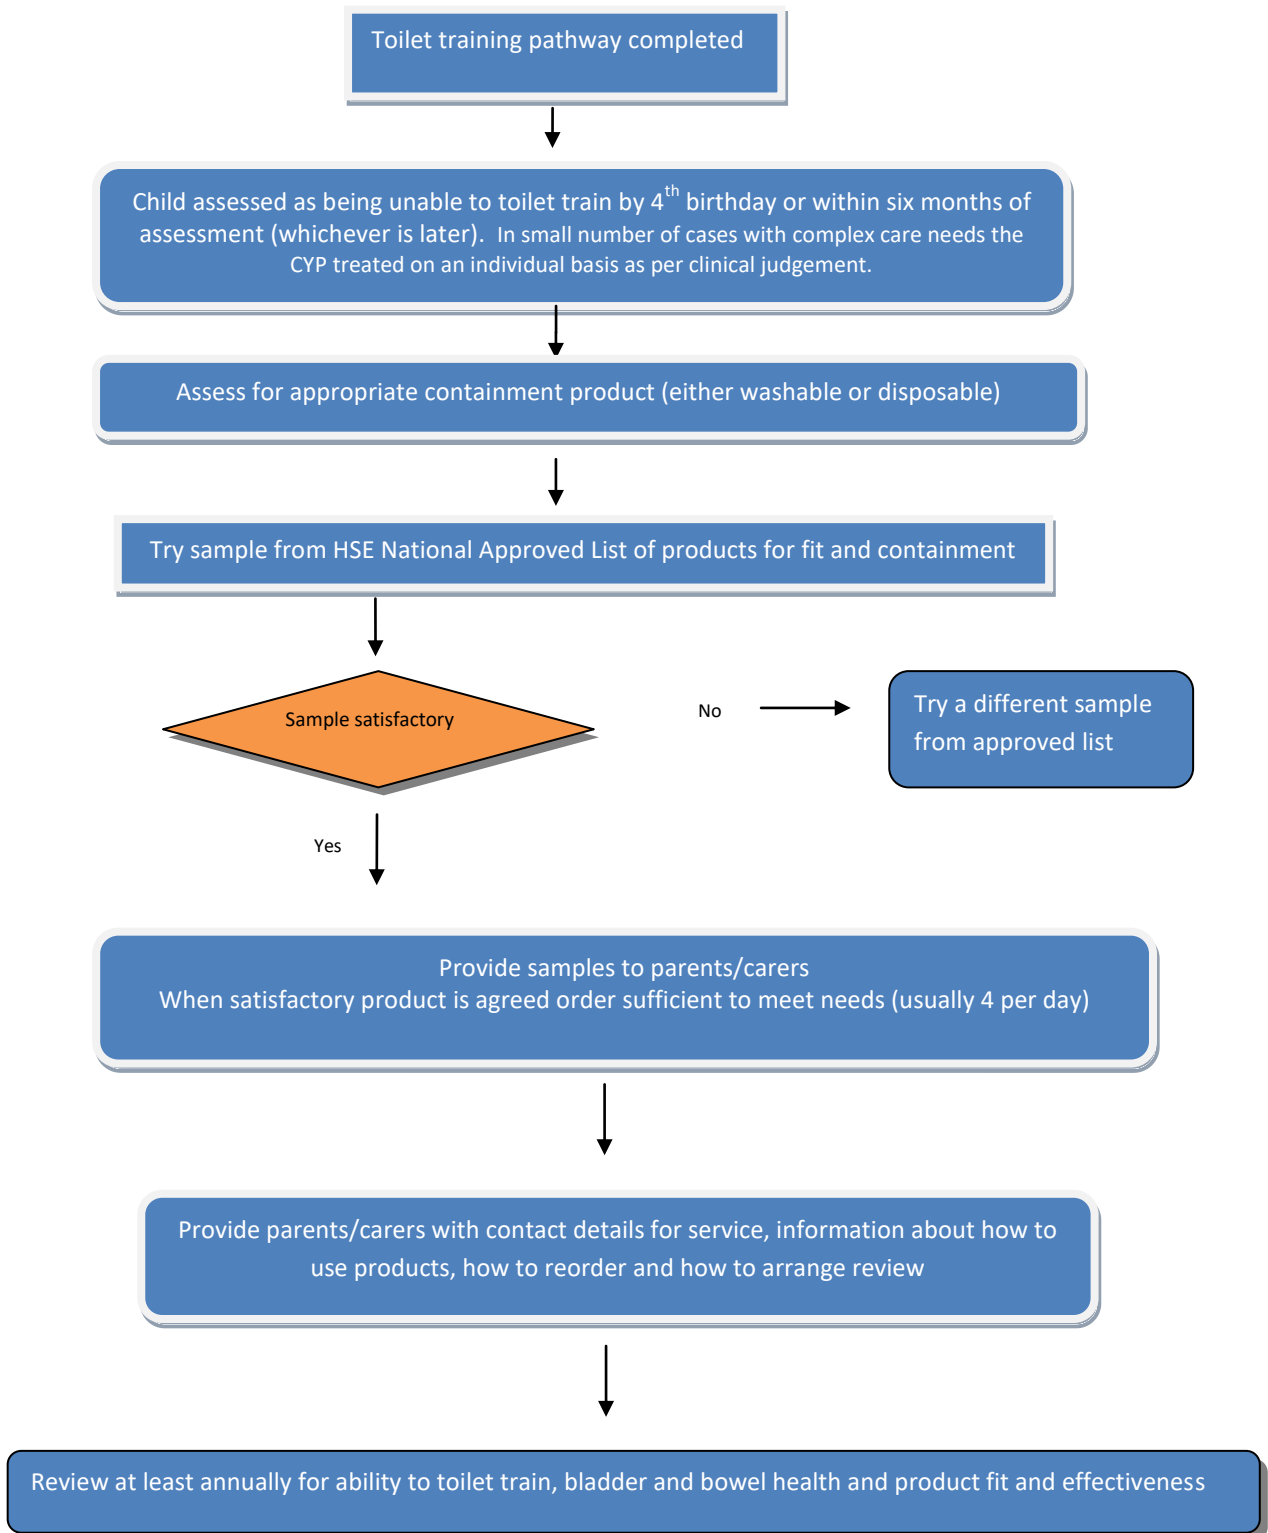 Toilet training pathway completed
Child assessed as being unable to toilet train by 4th birthday or within six months of
assessment (whichever is later). In small number of cases with complex care needs the
CYP treated on an individual basis as per clinical judgement.
Assess for appropriate containment product (either washable or disposable)
Try sample from HSE National Approved List of products for fit and containment
Sample satisfactory
No
Try a different sample
from approved list
Yes
Provide samples to parents/carers
When satisfactory product is agreed order sufficient to meet needs (usually 4 per day)
Provide parents/carers with contact details for service, information about how to
use products, how to reorder and how to arrange review
Review at least annually for ability to toilet train, bladder and bowel health and product fit and effectiveness